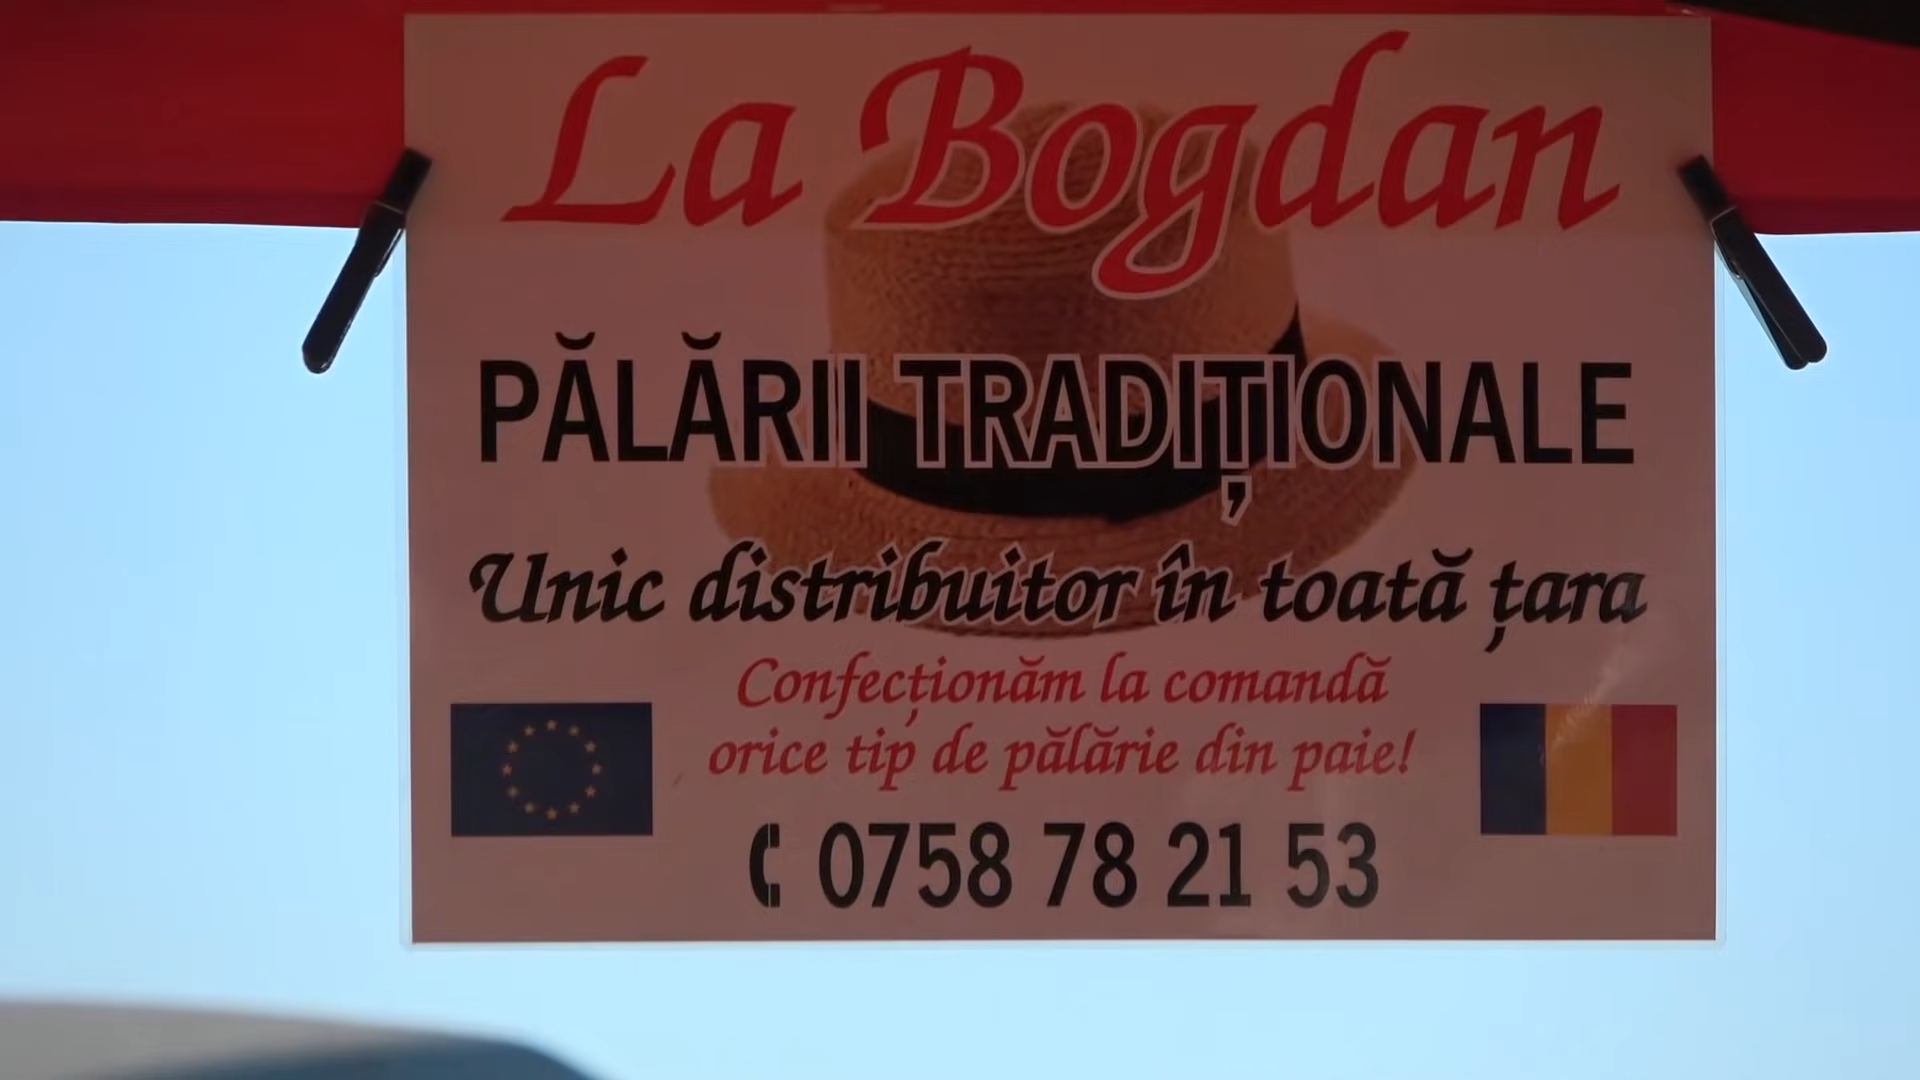 La Bogdan
PĂLĂRII TRADIȚIONALE
Unic distribuitor în toată țara
Confecționăm la comandă
orice tip de pălărie din paie!
0758 78 21 53